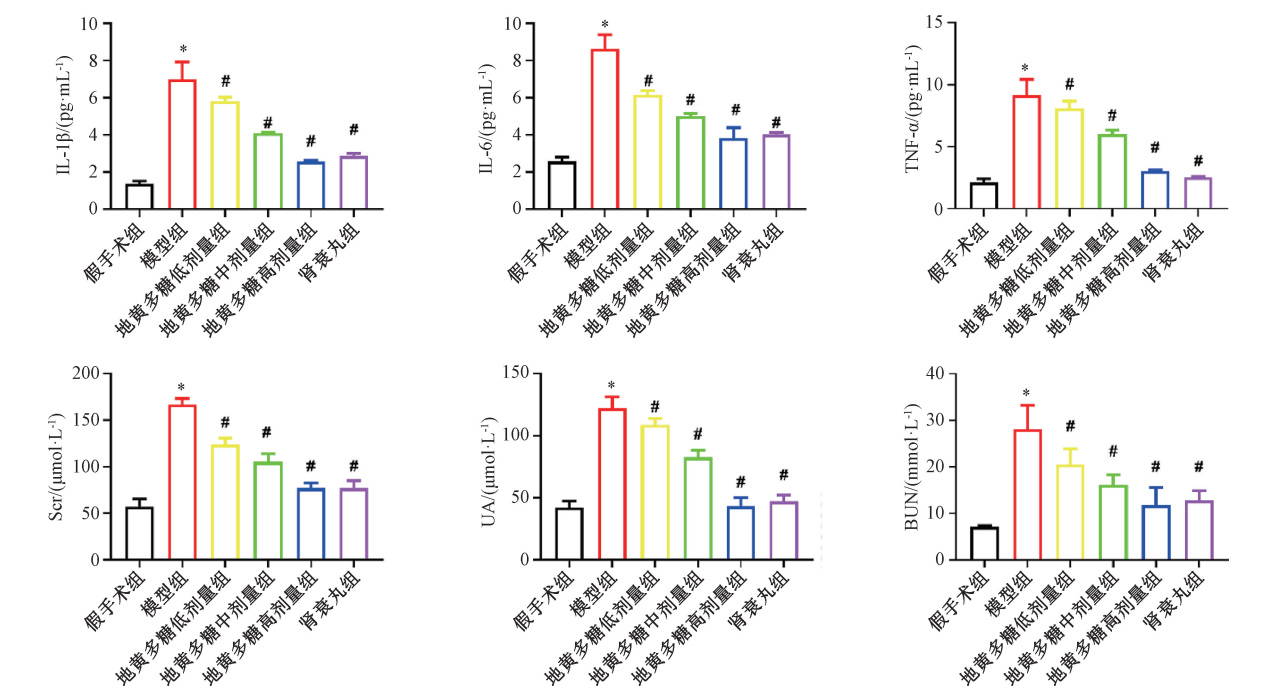 10
8
6
4
2
0
IL-1β/(pg·mL-1)
*
#
#
#
#
假手术组
模型组
地黄多糖低剂量组
地黄多糖中剂量组
地黄多糖高剂量组
肾衰丸组
10
8
6
4
2
0
IL-6/(pg·mL-1)
*
#
#
#
#
假手术组
模型组
地黄多糖低剂量组
地黄多糖中剂量组
地黄多糖高剂量组
肾衰丸组
15
10
5
0
TNF-α/(pg·mL-1)
*
#
#
#
#
假手术组
模型组
地黄多糖低剂量组
地黄多糖中剂量组
地黄多糖高剂量组
肾衰丸组
200
150
100
50
0
Scr/(μmol·L-1)
*
#
#
#
#
假手术组
模型组
地黄多糖低剂量组
地黄多糖中剂量组
地黄多糖高剂量组
肾衰丸组
150
100
50
0
UA/(μmol·L-1)
*
#
#
#
#
假手术组
模型组
地黄多糖低剂量组
地黄多糖中剂量组
地黄多糖高剂量组
肾衰丸组
40
30
20
10
0
BUN/(mmol·L-1)
*
#
#
#
#
假手术组
模型组
地黄多糖低剂量组
地黄多糖中剂量组
地黄多糖高剂量组
肾衰丸组